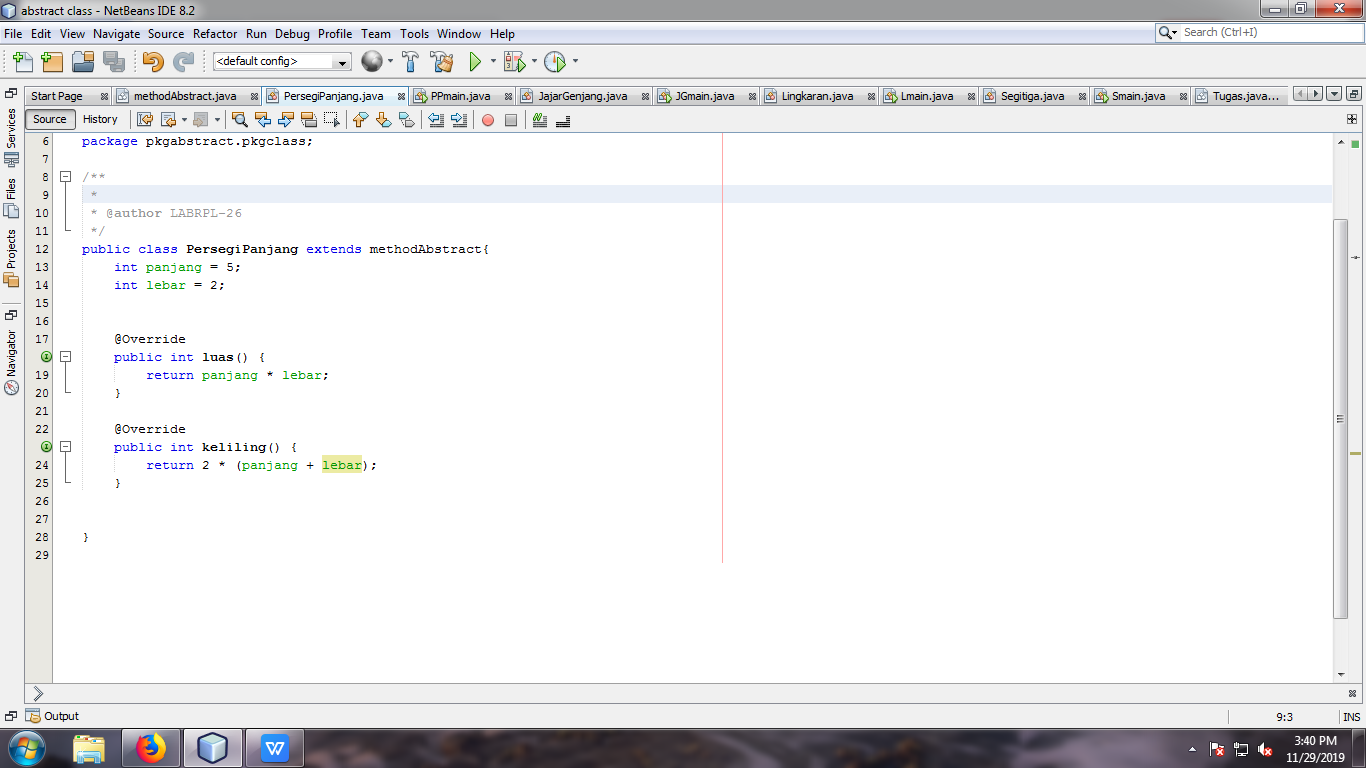 abstract class - NetBeans IDE 8.2
File Edit View Navigate Source Refactor Run Debug Profile Team Tools Window Help
Search (Ctrl+I)
<default config>
Start Page methodAbstract.java PersegiPanjang.java PPmain.java JajarGenjang.java JGmain.java Lingkaran.java Lmain.java Segitiga.java Smain.java Tugas.java...
Source History
Services
Files
Projects
Navigator
6 package pkgabstract.pkgclass;
7
8 /**
9 *
10 * @author LABRPL-26
11 */
12 public class PersegiPanjang extends methodAbstract{
13 int panjang = 5;
14 int lebar = 2;
15
16
17 @Override
public int luas() {
19 return panjang * lebar;
20 }
21
22 @Override
public int keliling() {
24 return 2 * (panjang + lebar);
25 }
26
27
28 }
29
Output
9:3 INS
3:40 PM
11/29/2019